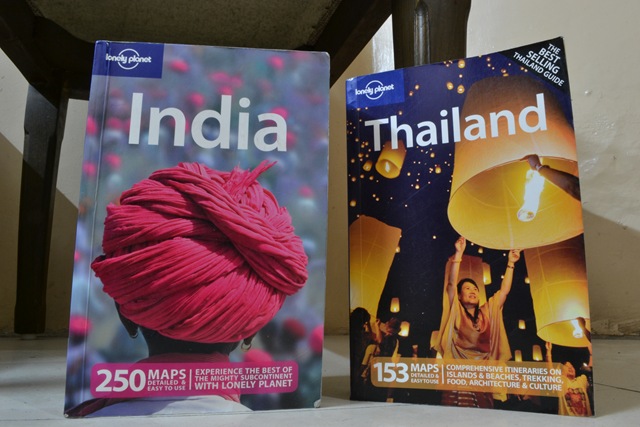 lonely planet
India
250 MAPS
DETAILED &
EASY TO USE
EXPERIENCE THE BEST OF
THE MIGHTY SUBCONTINENT
WITH LONELY PLANET
lonely planet
THE
BEST
SELLING
THAILAND GUIDE
Thailand
153 MAPS
DETAILED &
EASY TO USE
COMPREHENSIVE ITINERARIES ON
ISLANDS & BEACHES, TREKKING,
FOOD, ARCHITECTURE & CULTURE